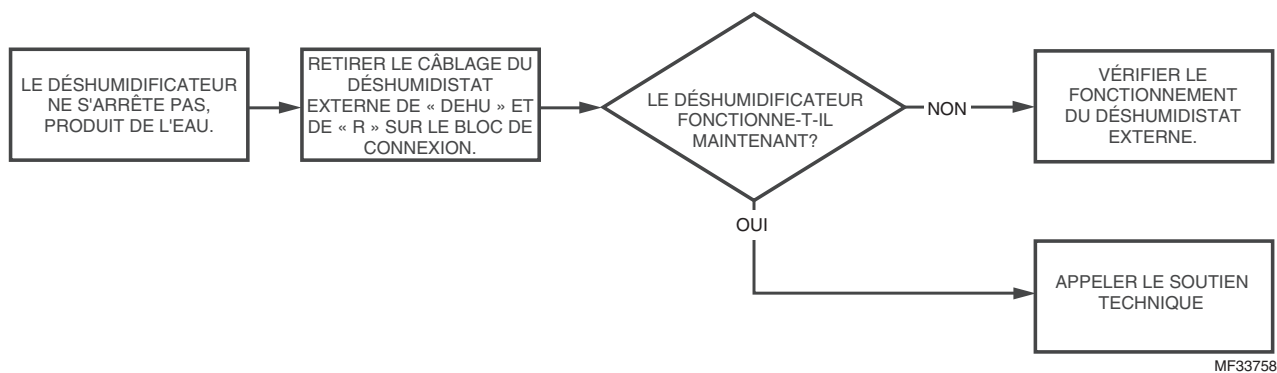 LE DÉSHUMIDIFICATEUR
NE S'ARRÊTE PAS,
PRODUIT DE L'EAU.
RETIRER LE CÂBLAGE DU
DÉSHUMIDISTAT
EXTERNE DE « DEHU » ET
DE « R » SUR LE BLOC DE
CONNEXION.
LE DÉSHUMIDIFICATEUR
FONCTIONNE-T-IL
MAINTENANT?
NON
VÉRIFIER LE
FONCTIONNEMENT
DU DÉSHUMIDISTAT
EXTERNE.
OUI
APPELER LE SOUTIEN
TECHNIQUE
MF33758